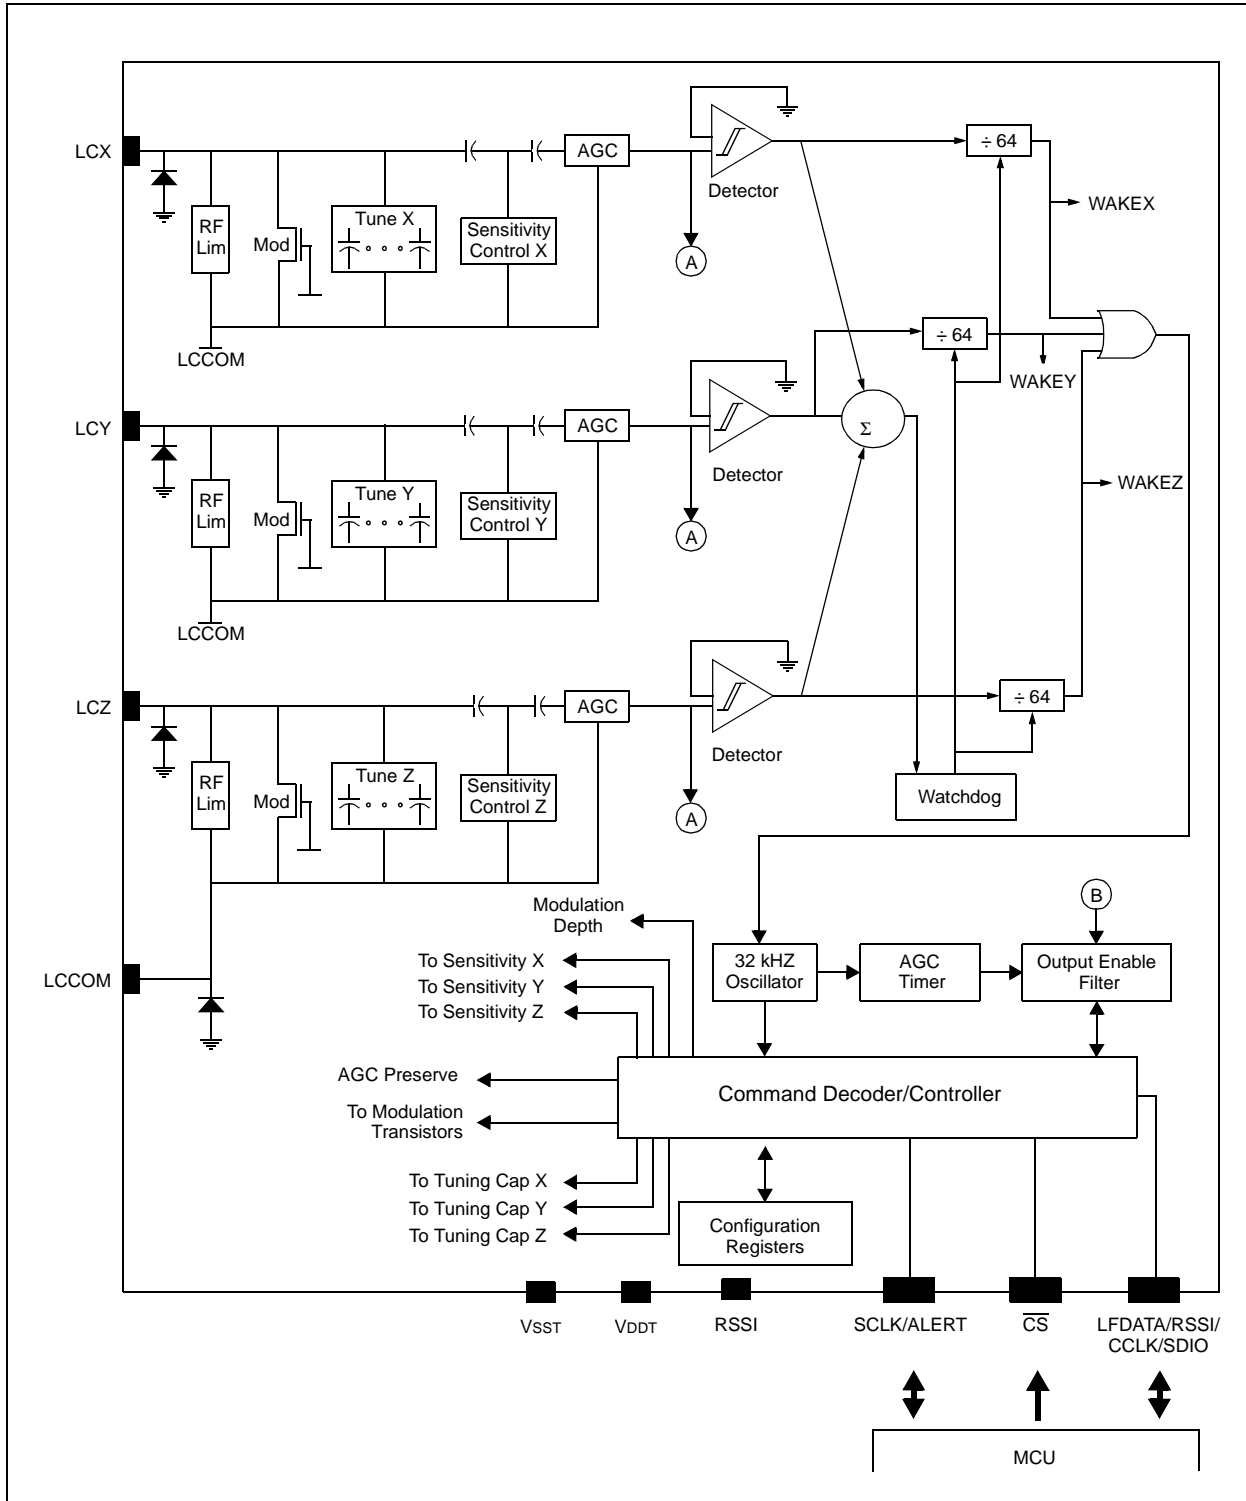 LCX
AGC
Detector
÷ 64
WAKEX
RF
Lim
Mod
Tune X
Sensitivity
Control X
A
LCCOM
÷ 64
WAKEY
LCY
AGC
Detector
Σ
WAKEZ
RF
Lim
Mod
Tune Y
Sensitivity
Control Y
A
LCCOM
LCZ
AGC
Detector
÷ 64
RF
Lim
Mod
Tune Z
Sensitivity
Control Z
A
Watchdog
LCCOM
Modulation
Depth
To Sensitivity X
To Sensitivity Y
To Sensitivity Z
B
32 kHZ
Oscillator
AGC
Timer
Output Enable
Filter
AGC Preserve
To Modulation
Transistors
Command Decoder/Controller
To Tuning Cap X
To Tuning Cap Y
To Tuning Cap Z
Configuration
Registers
VSST
VDDT
RSSI
SCLK/ALERT
CS
LFDATA/RSSI/
CCLK/SDIO
MCU